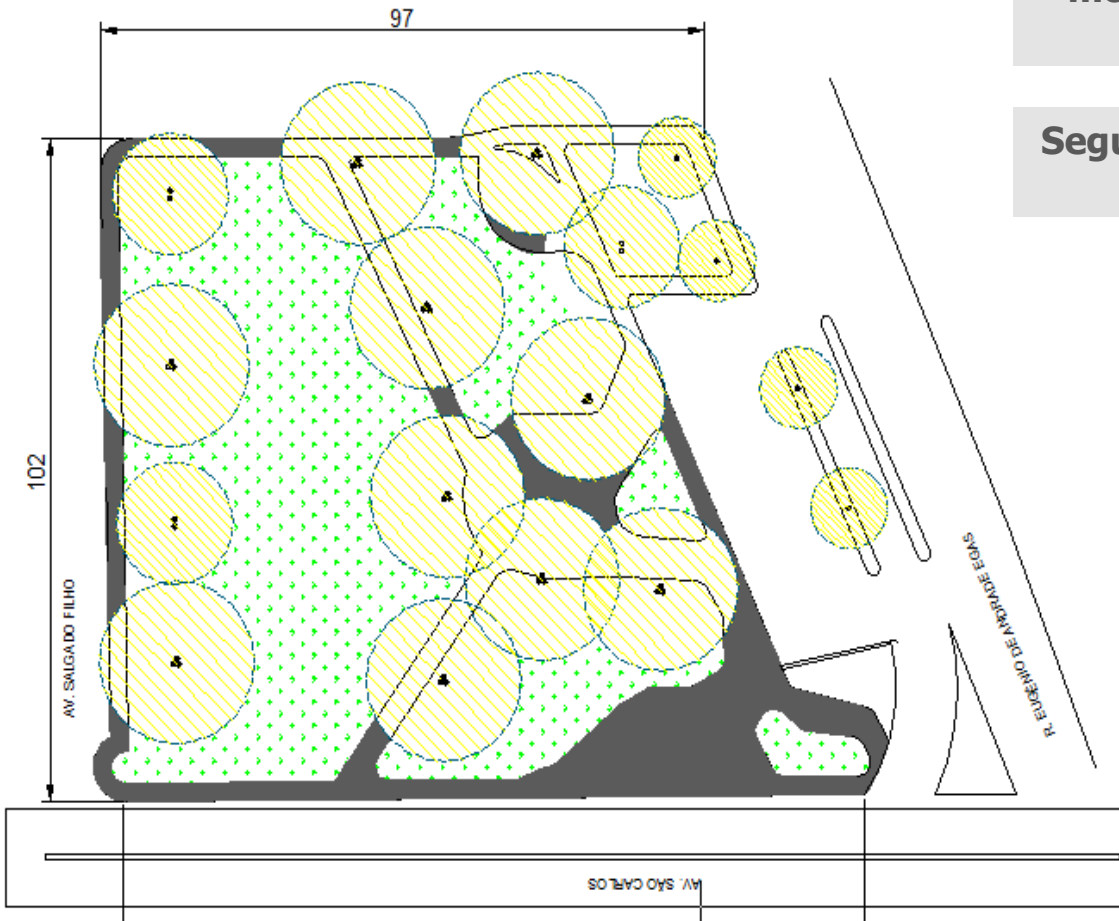 97
Segu
102
AV. SALGADO FILHO
R. EUGENIO DE ANDRADE EGAS
AV. SÃO CARLOS